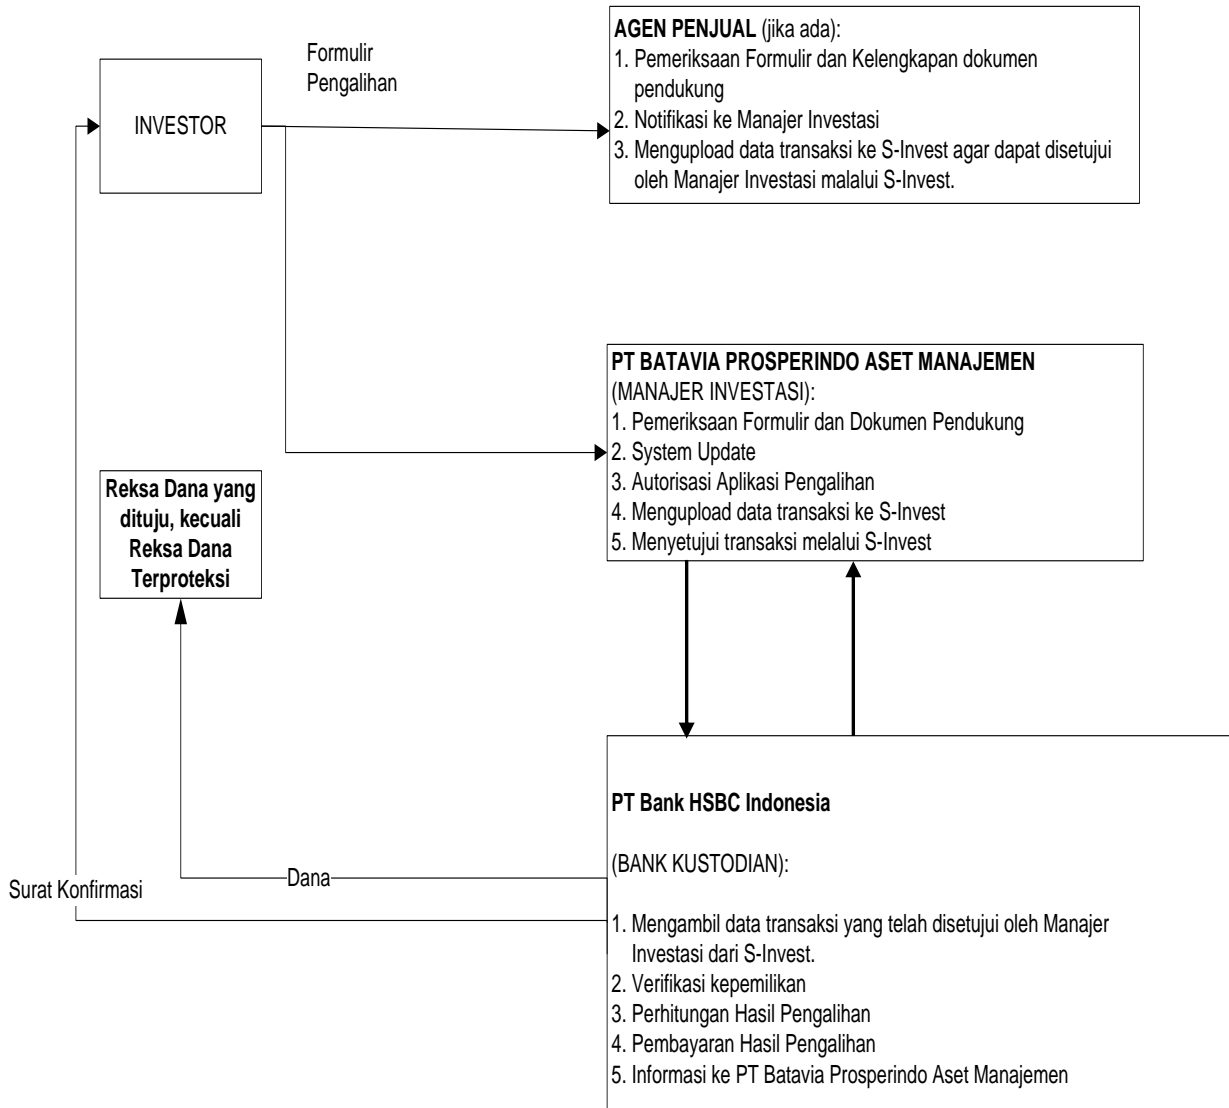 Formulir
Pengalihan
INVESTOR
AGEN PENJUAL (jika ada):
1. Pemeriksaan Formulir dan Kelengkapan dokumen
pendukung
2. Notifikasi ke Manajer Investasi
3. Mengupload data transaksi ke S-Invest agar dapat disetujui
oleh Manajer Investasi malalui S-Invest.
PT BATAVIA PROSPERINDO ASET MANAJEMEN
(MANAJER INVESTASI):
1. Pemeriksaan Formulir dan Dokumen Pendukung
2. System Update
3. Autorisasi Aplikasi Pengalihan
4. Mengupload data transaksi ke S-Invest
5. Menyetujui transaksi melalui S-Invest
Reksa Dana yang
dituju, kecuali
Reksa Dana
Terproteksi
Dana
Surat Konfirmasi
PT Bank HSBC Indonesia
(BANK KUSTODIAN):
1. Mengambil data transaksi yang telah disetujui oleh Manajer
Investasi dari S-Invest.
2. Verifikasi kepemilikan
3. Perhitungan Hasil Pengalihan
4. Pembayaran Hasil Pengalihan
5. Informasi ke PT Batavia Prosperindo Aset Manajemen